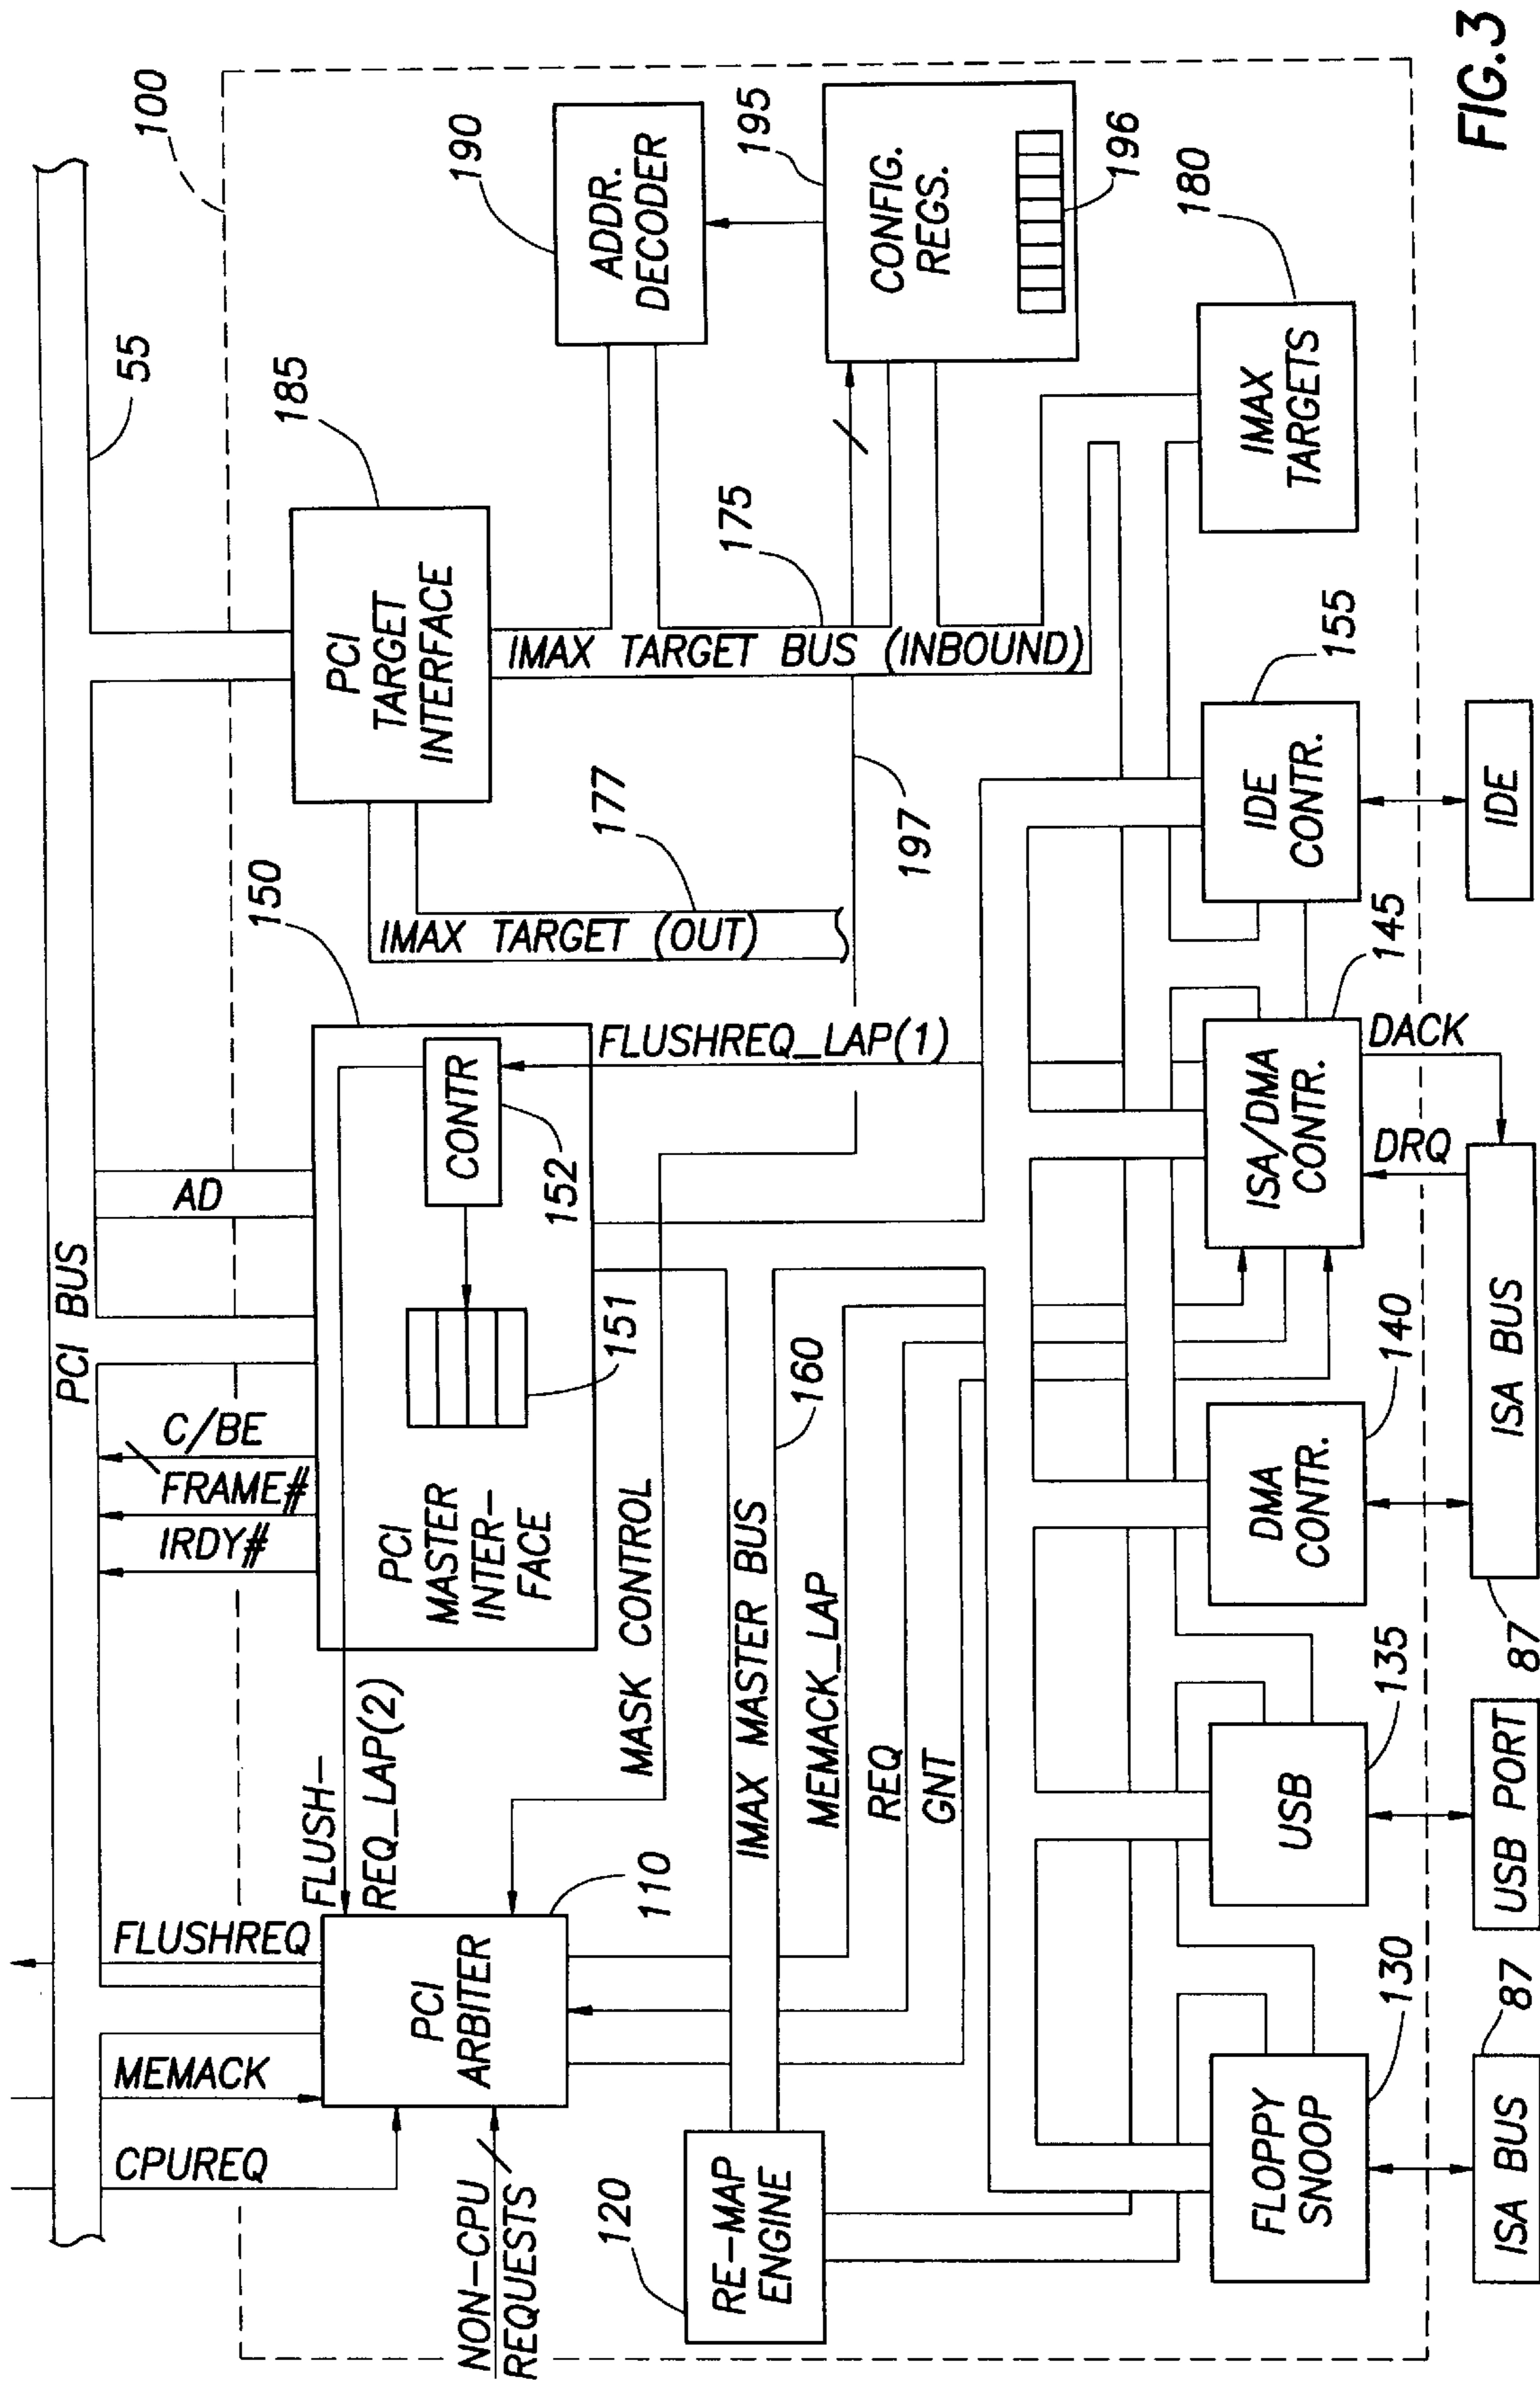 100
55
PCI BUS
AD
C/BE
FRAME#
IRDY#
FLUSHREQ
MEMACK
CPUREQ
NON-CPU
REQUESTS
PCI
ARBITER
110
FLUSH-
REQ_LAP(2)
MASK CONTROL
150
PCI
MASTER
INTER-
FACE
CONTR
152
151
FLUSHREQ_LAP(1)
IMAX TARGET (OUT)
177
PCI
TARGET
INTERFACE
185
IMAX TARGET BUS (INBOUND)
175
197
ADDR.
DECODER
190
CONFIG.
REGS.
195
196
IMAX
TARGETS
180
IMAX MASTER BUS
160
MEMACK_LAP
REQ
GNT
RE-MAP
ENGINE
120
FLOPPY
SNOOP
130
USB
135
DMA
CONTR.
140
ISA/DMA
CONTR.
145
IDE
CONTR.
155
DRQ
DACK
ISA BUS
87
USB PORT
ISA BUS
87
IDE
FIG.3